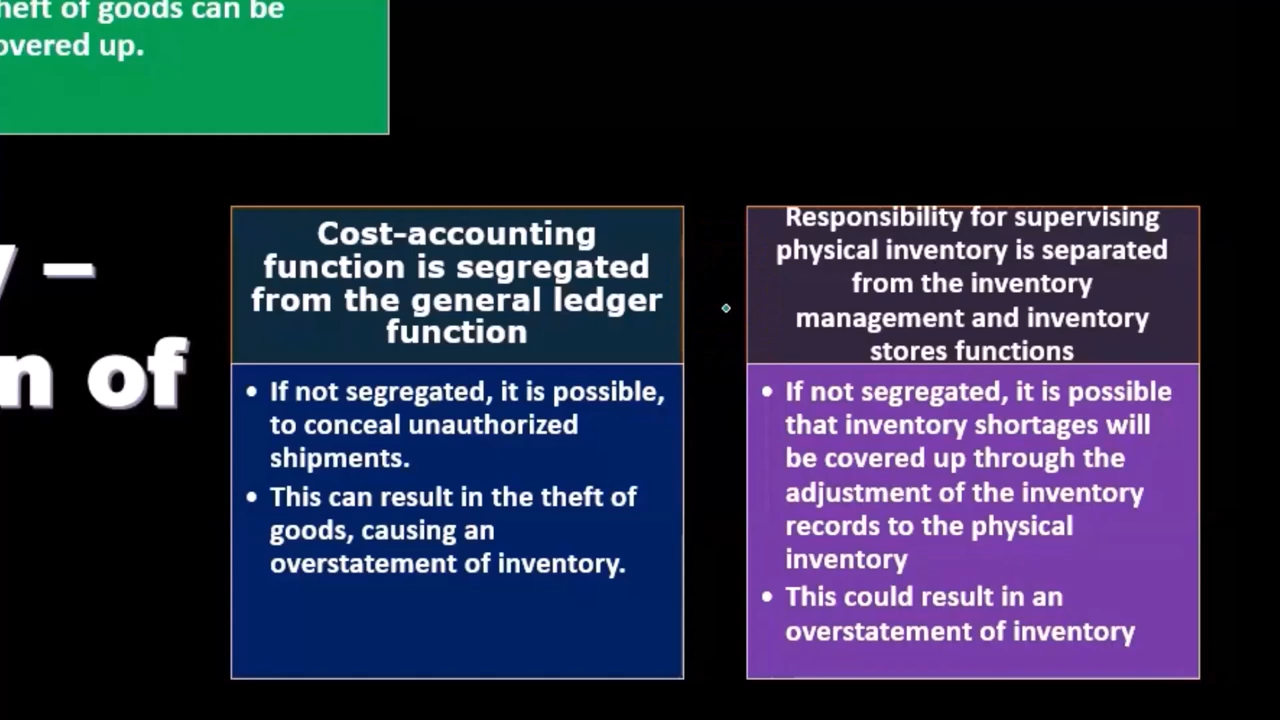 heft of goods can be
overed up.
–
n of
Cost-accounting
function is segregated
from the general ledger
function
• If not segregated, it is possible,
to conceal unauthorized
shipments.
• This can result in the theft of
goods, causing an
overstatement of inventory.
Responsibility for supervising
physical inventory is separated
from the inventory
management and inventory
stores functions
• If not segregated, it is possible
that inventory shortages will
be covered up through the
adjustment of the inventory
records to the physical
inventory
• This could result in an
overstatement of inventory